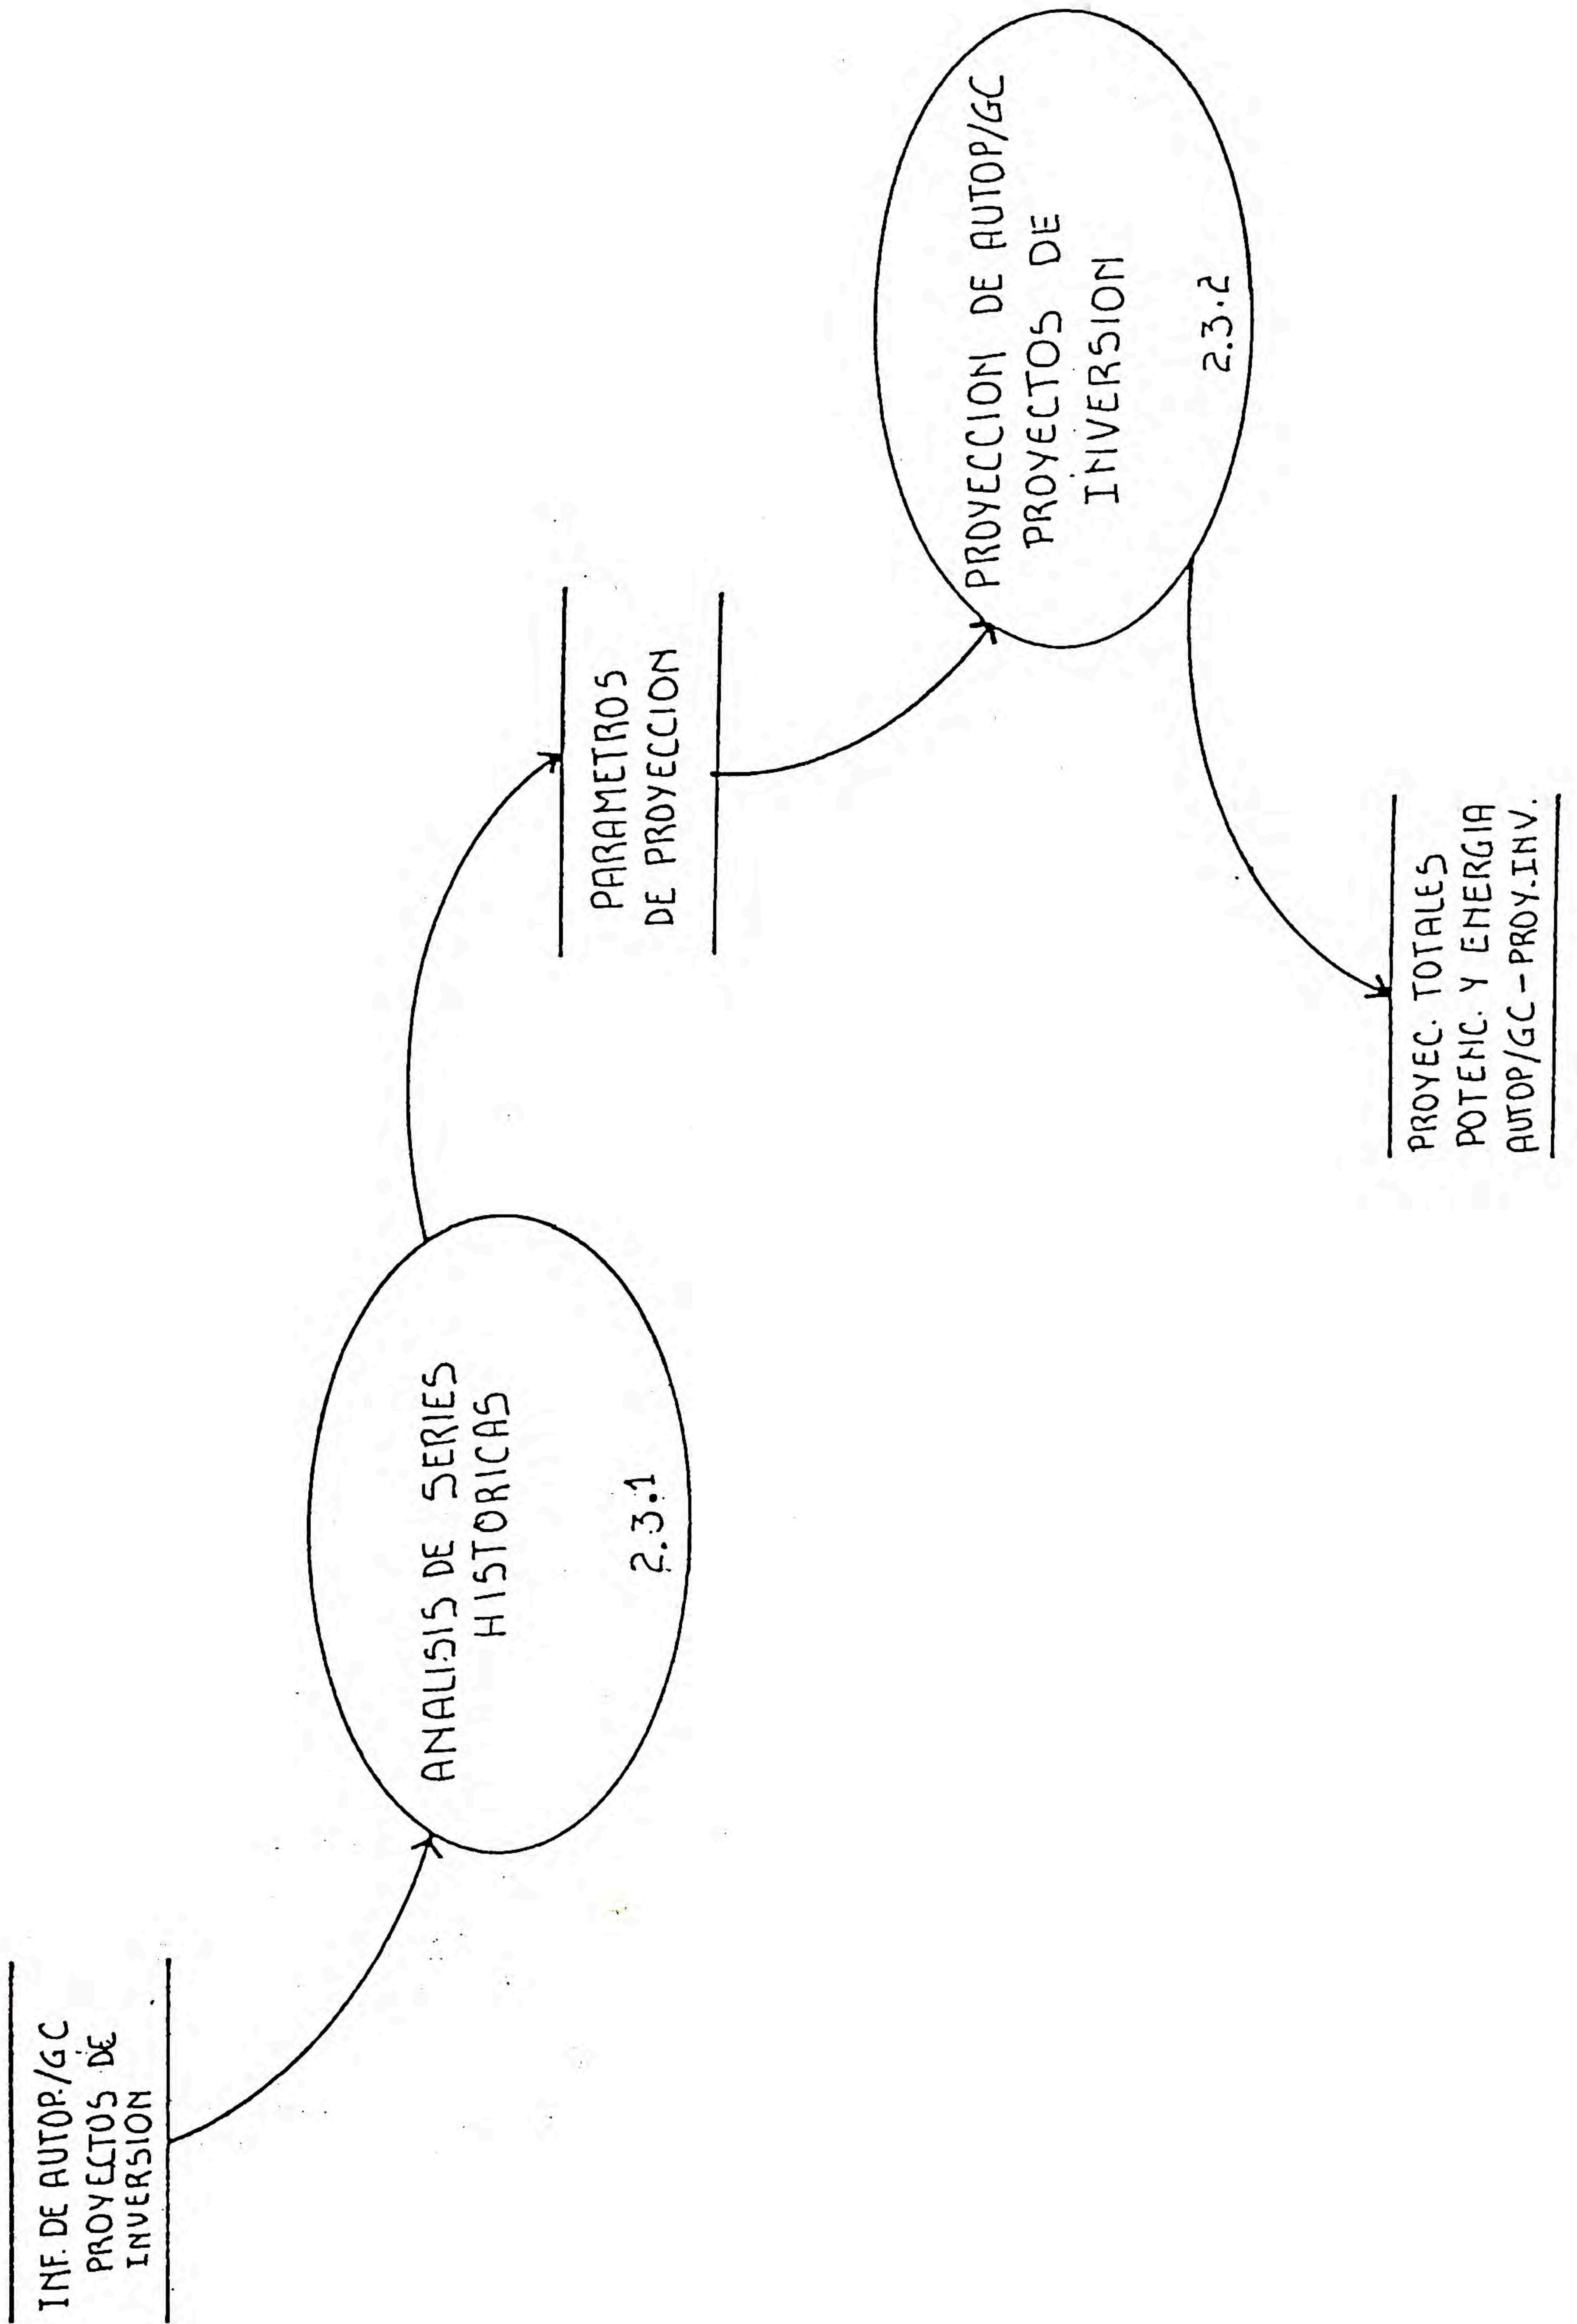 INF. DE AUTOP./GC
PROYECTOS DE
INVERSION
ANALISIS DE SERIES
HISTORICAS
2.3.1
PARAMETROS
DE PROYECCION
PROYECCION DE AUTOP/GC
PROYECTOS DE
INVERSION
2.3.2
PROYEC. TOTALES
POTENC. Y ENERGIA
AUTOP/GC-PROY.INV.